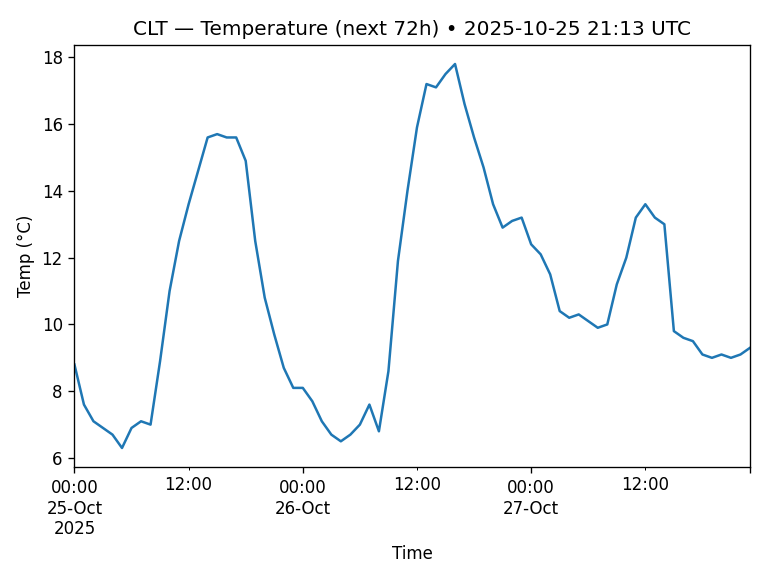 CLT — Temperature (next 72h) • 2025-10-25 21:13 UTC
Temp (°C)
18
16
14
12
10
8
6
00:00 12:00 00:00 12:00 00:00 12:00
25-Oct 26-Oct 27-Oct
2025
Time